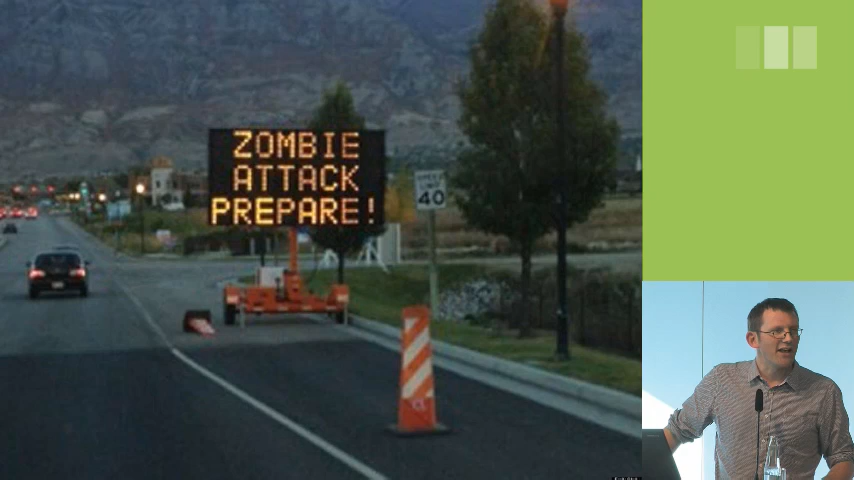 ZOMBIE
ATTACK
PREPARE!
SPEED
LIMIT
40